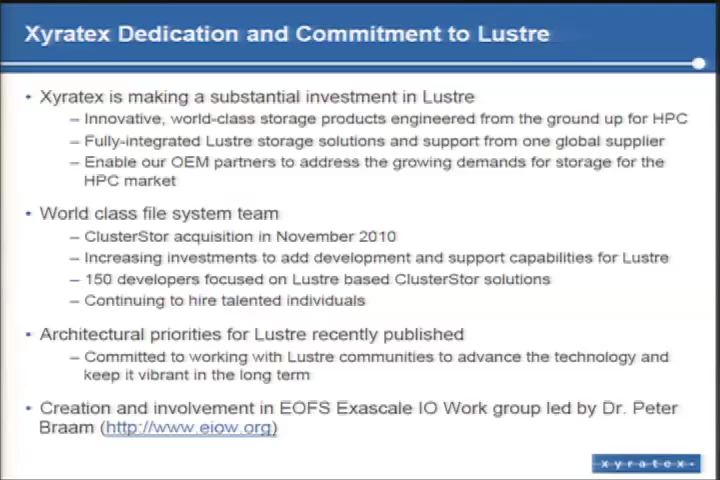 Xyratex Dedication and Commitment to Lustre
• Xyratex is making a substantial investment in Lustre
– Innovative, world-class storage products engineered from the ground up for HPC
– Fully-integrated Lustre storage solutions and support from one global supplier
– Enable our OEM partners to address the growing demands for storage for the
HPC market
• World class file system team
– ClusterStor acquisition in November 2010
– Increasing investments to add development and support capabilities for Lustre
– 150 developers focused on Lustre based ClusterStor solutions
– Continuing to hire talented individuals
• Architectural priorities for Lustre recently published
– Committed to working with Lustre communities to advance the technology and
keep it vibrant in the long term
• Creation and involvement in EOFS Exascale IO Work group led by Dr. Peter
Braam (http://www.eiow.org)
xyratex